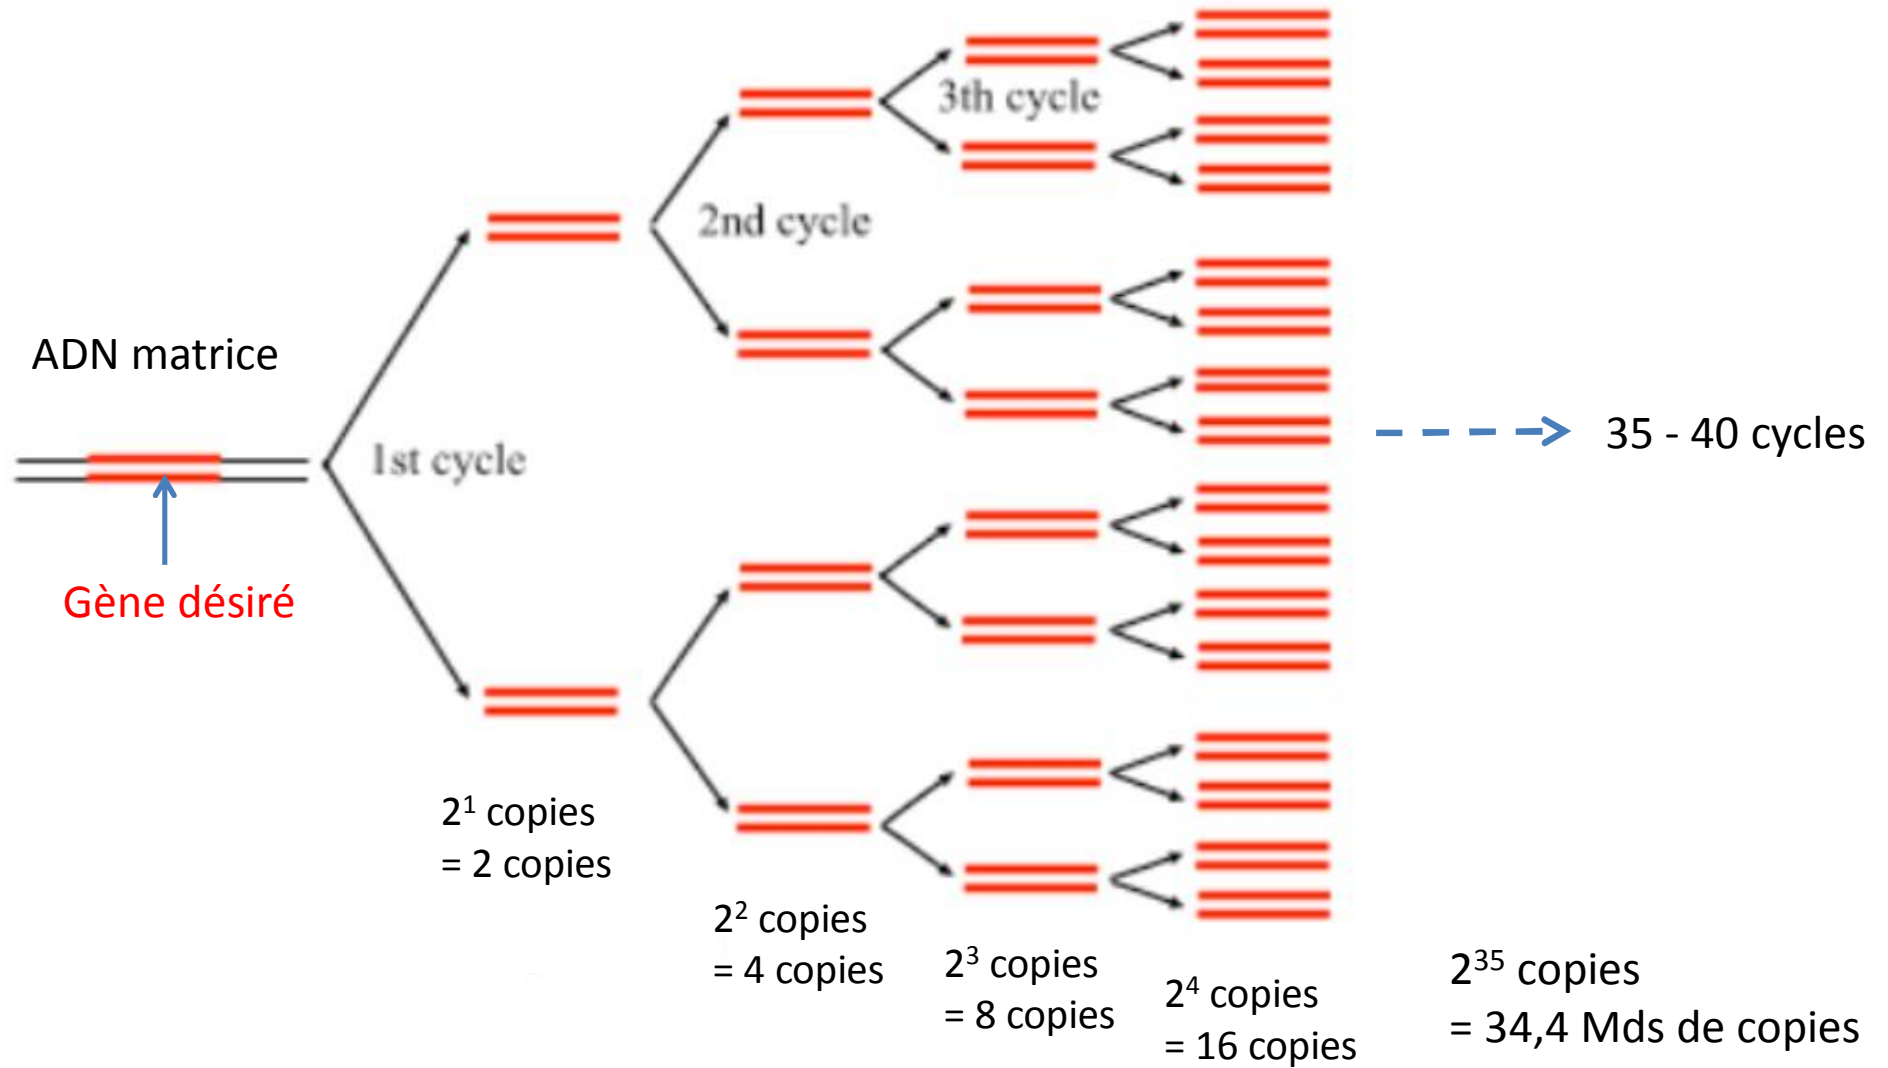 ADN matrice
Gène désiré
1st cycle
2nd cycle
3th cycle
35 - 40 cycles
2¹ copies
= 2 copies
2² copies
= 4 copies
2³ copies
= 8 copies
2⁴ copies
= 16 copies
2³⁵ copies
= 34,4 Mds de copies